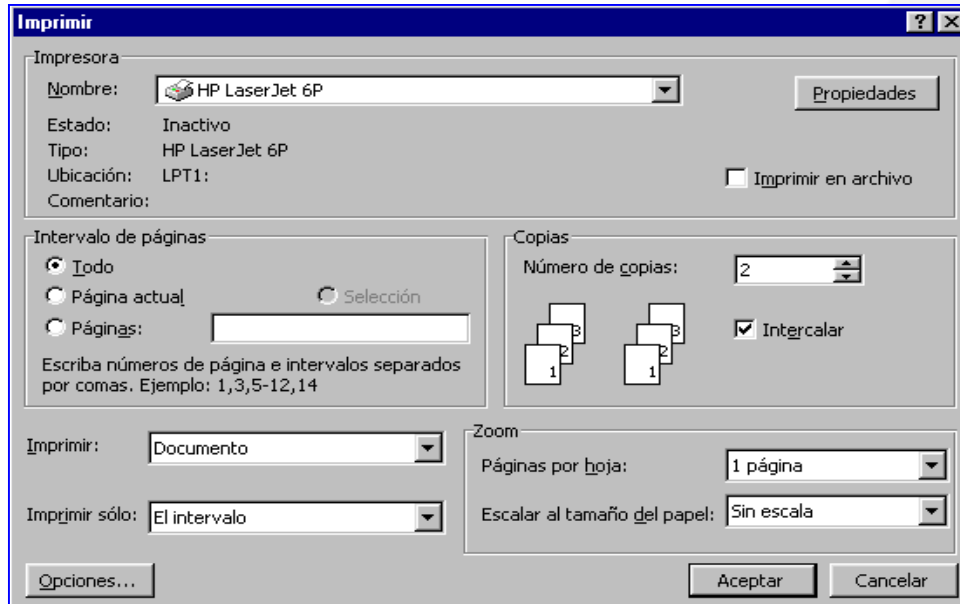 Imprimir
Impresora
Nombre: HP LaserJet 6P Propiedades
Estado: Inactivo
Tipo: HP LaserJet 6P
Ubicación: LPT1: Imprimir en archivo
Comentario:
Intervalo de páginas
Todo
Página actual Selección
Páginas:
Escriba números de página e intervalos separados
por comas. Ejemplo: 1,3,5-12,14
Copias
Número de copias: 2
3 3
2 2
1 1
Intercalar
Imprimir: Documento
Imprimir sólo: El intervalo
Zoom
Páginas por hoja: 1 página
Escalar al tamaño del papel: Sin escala
Opciones... Aceptar Cancelar